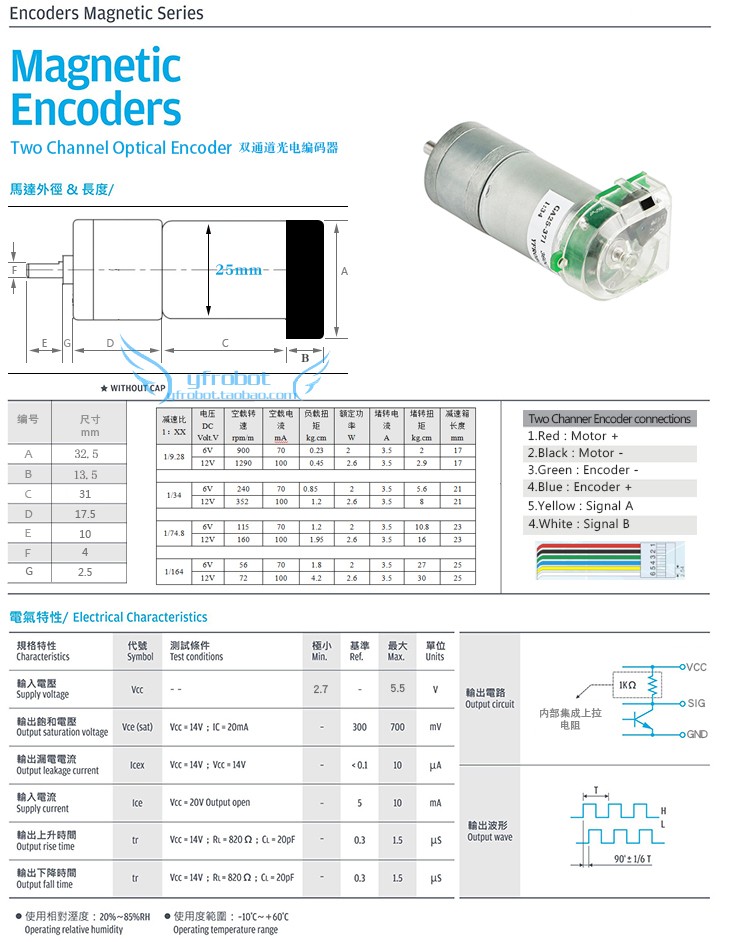 Encoders Magnetic Series
Magnetic
Encoders
Two Channel Optical Encoder 双通道光电编码器
馬達外徑 & 長度/
25mm
F
A
E G D C
B
★ WITHOUT CAP
yfrobot
yfrobot.taobao.com
GA25-371
1:34
编号 尺寸 mm
A 32.5
B 13.5
C 31
D 17.5
E 10
F 4
G 2.5
减速比 1：XX 电压 DC Volt.V 空载转速 rpm/m 空载电流 mA 负载扭矩 kg.cm 额定功率 W 堵转电流 A 堵转扭矩 kg.cm 减速箱长度 mm
1/9.28 6V 900 70 0.23 2 3.5 2 17
12V 1290 100 0.45 2.6 3.5 2.9 17
1/34 6V 240 70 0.85 2 3.5 5.6 21
12V 352 100 1.2 2.6 3.5 8 21
1/74.8 6V 115 70 1.2 2 3.5 10.8 23
12V 160 100 1.95 2.6 3.5 16 23
1/164 6V 56 70 1.8 2 3.5 27 25
12V 72 100 4.2 2.6 3.5 30 25
Two Channer Encoder connections
1.Red : Motor +
2.Black : Motor -
3.Green : Encoder -
4.Blue : Encoder +
5.Yellow : Signal A
4.White : Signal B
6 5 4 3 2 1
電氣特性/ Electrical Characteristics
規格特性 代號 測試條件 極小 基準 最大 單位
Characteristics Symbol Test conditions Min. Ref. Max. Units
輸入電壓
Supply voltage Vcc - - 2.7 - 5.5 V
輸出飽和電壓
Output saturation voltage Vce (sat) Vcc = 14V ; IC = 20mA - 300 700 mV
輸出漏電電流
Output leakage current Icex Vcc = 14V ; Vcc = 14V - < 0.1 10 μA
輸入電流
Supply current Ice Vcc = 20V Output open - 5 10 mA
輸出上升時間
Output rise time tr Vcc = 14V ; RL = 820 Ω ; CL = 20pF - 0.3 1.5 μS
輸出下降時間
Output fall time tr Vcc = 14V ; RL = 820 Ω ; CL = 20pF - 0.3 1.5 μS
輸出電路
Output circuit
VCC
1KΩ
SIG
内部集成上拉
电阻
GND
輸出波形
Output wave
T
H
L
90°± 1/6 T
● 使用相對溼度：20%~85%RH ● 使用度範圍：-10℃~+60℃
Operating relative humidity Operating temperature range